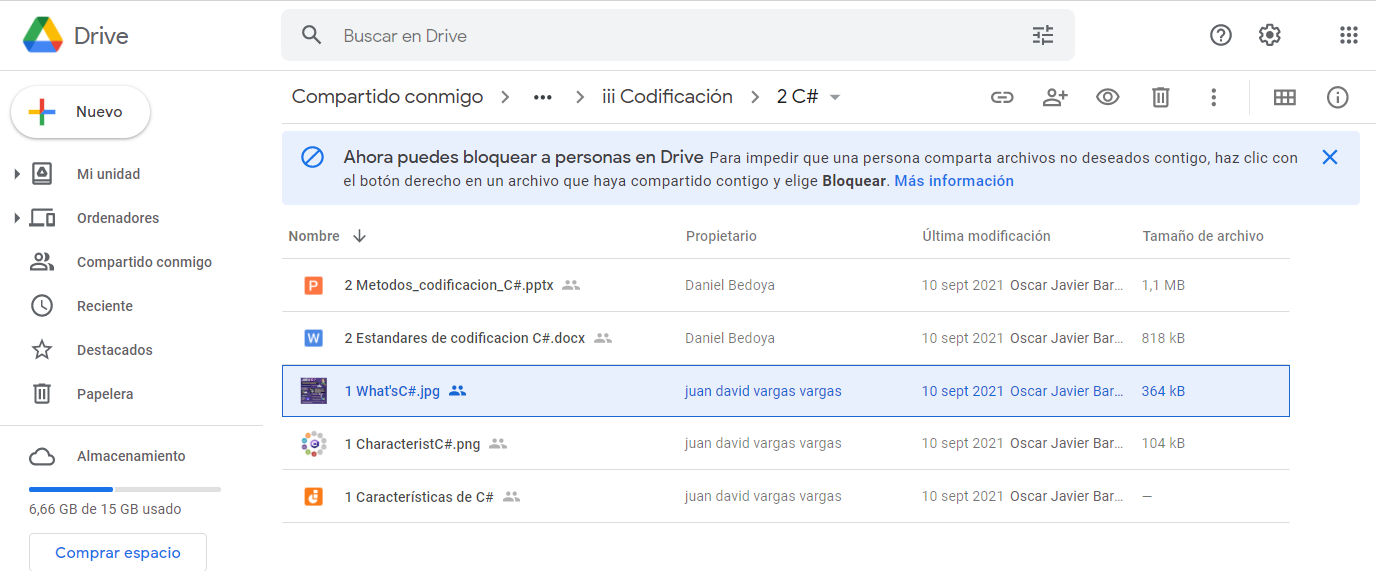 Drive
Buscar en Drive
Nuevo
Compartido conmigo > ••• > iii Codificación > 2 C#
Mi unidad
Ordenadores
Compartido conmigo
Reciente
Destacados
Papelera
Almacenamiento
6,66 GB de 15 GB usado
Comprar espacio
Ahora puedes bloquear a personas en Drive Para impedir que una persona comparta archivos no deseados contigo, haz clic con
el botón derecho en un archivo que haya compartido contigo y elige Bloquear. Más información
Nombre Propietario Última modificación Tamaño de archivo
P 2 Metodos_codificacion_C#.pptx Daniel Bedoya 10 sept 2021 Oscar Javier Bar... 1,1 MB
W 2 Estandares de codificacion C#.docx Daniel Bedoya 10 sept 2021 Oscar Javier Bar... 818 kB
1 What'sC#.jpg juan david vargas vargas 10 sept 2021 Oscar Javier Bar... 364 kB
1 CharacteristC#.png juan david vargas vargas 10 sept 2021 Oscar Javier Bar... 104 kB
1 Características de C# juan david vargas vargas 10 sept 2021 Oscar Javier Bar... —